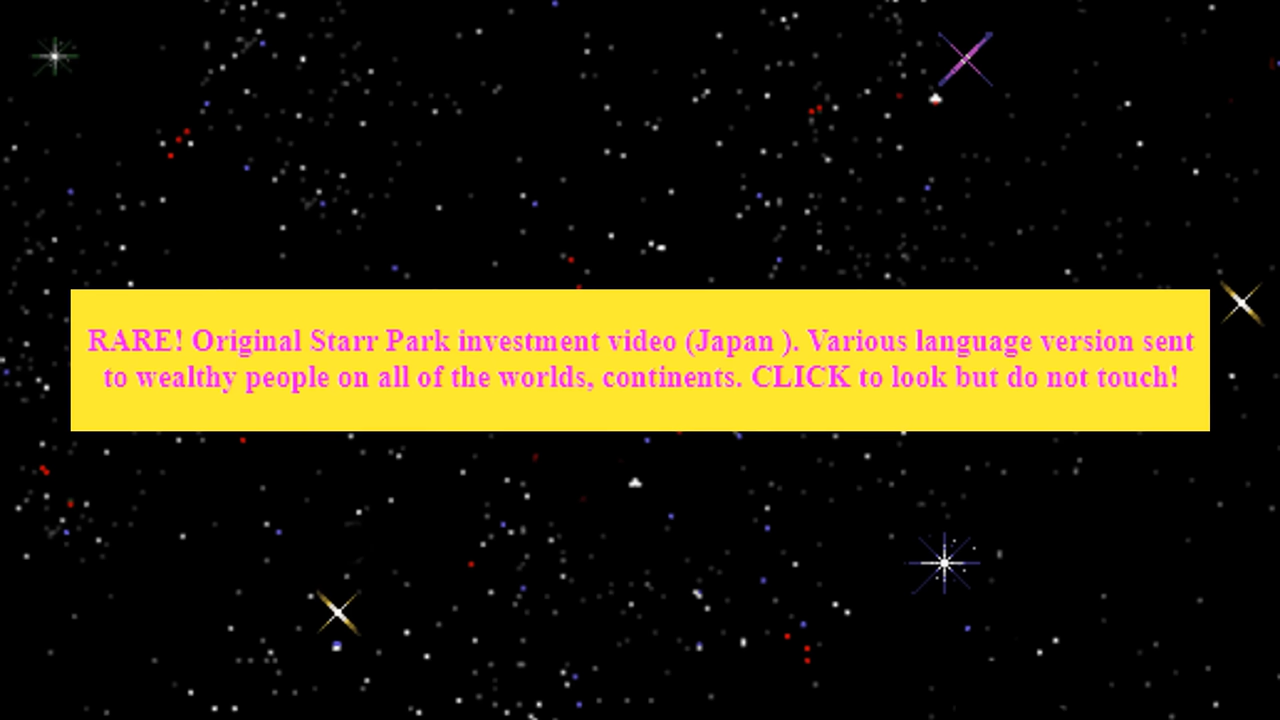 RARE! Original Starr Park investment video (Japan ). Various language version sent
to wealthy people on all of the worlds, continents. CLICK to look but do not touch!